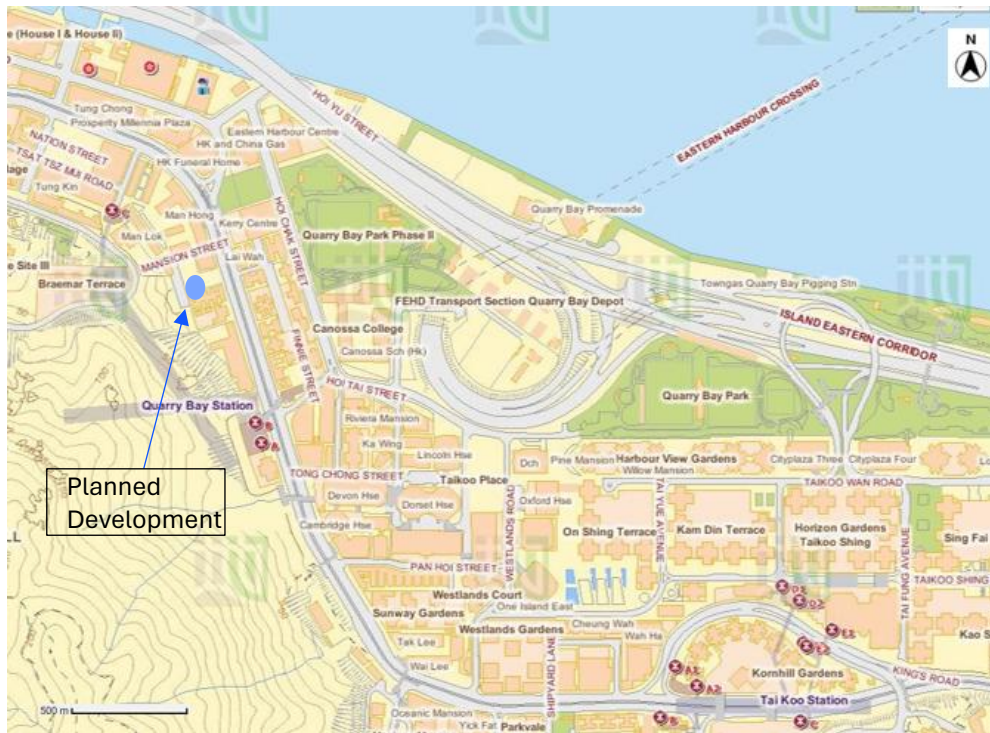 e (House I & House II)
N
HOI YU STREET
Tung Chong
Prosperity Millennia Plaza
Eastern Harbour Centre
HK and China Gas
EASTERN HARBOUR CROSSING
NATION STREET
TSAT TSZ MUI ROAD
HK Funeral Home
lage
Tung Kin
Man Hong
Kerry Centre
HOI CHAK STREET
Quarry Bay Promenade
Man Lok
Quarry Bay Park Phase II
MANSION STREET
Lai Wah
e Site III
Braemar Terrace
Towngas Quarry Bay Pigging Stn
FEHD Transport Section Quarry Bay Depot
ISLAND EASTERN CORRIDOR
Canossa College
FINNIE STREET
Canossa Sch (Hk)
HOI TAI STREET
Quarry Bay Park
Quarry Bay Station
Riviera Mansion
B
A
Ka Wing
Lincoln Hse
Dch
Pine Mansion
Harbour View Gardens
Cityplaza Three
Cityplaza Four
Willow Mansion
TONG CHONG STREET
Taikoo Place
TAIKOO WAN ROAD
Planned
Development
Devon Hse
Dorset Hse
Oxford Hse
WESTLANDS ROAD
TAI YUE AVENUE
Cambridge Hse
On Shing Terrace
Kam Din Terrace
Horizon Gardens
Taikoo Shing
Sing Fai
TAI FUNG AVENUE
PAN HOI STREET
TAIKOO SHING
Westlands Court
One Island East
Sunway Gardens
Cheung Wah
Westlands Gardens
Wah Ha
Tak Lee
Kao S
Wai Lee
SHIPYARD LANE
Kornhill Gardens
KING'S ROAD
500 m
Tai Koo Station
Oceanic Mansion
Yick Fat
Parkvale